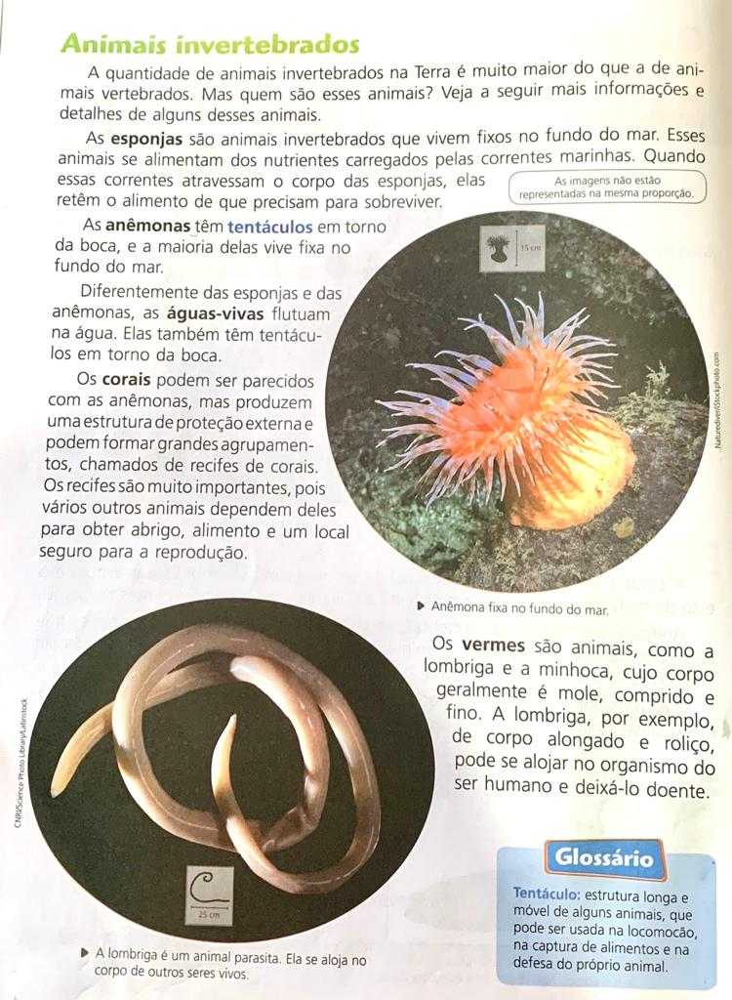 Animais invertebrados
A quantidade de animais invertebrados na Terra é muito maior do que a de ani-
mais vertebrados. Mas quem são esses animais? Veja a seguir mais informações e
detalhes de alguns desses animais.
As esponjas são animais invertebrados que vivem fixos no fundo do mar. Esses
animais se alimentam dos nutrientes carregados pelas correntes marinhas. Quando
essas correntes atravessam o corpo das esponjas, elas
retêm o alimento de que precisam para sobreviver.
As imagens não estão
representadas na mesma proporção.
As anêmonas têm tentáculos em torno
da boca, e a maioria delas vive fixa no
fundo do mar.
Diferentemente das esponjas e das
anêmonas, as águas-vivas flutuam
na água. Elas também têm tentácu-
los em torno da boca.
Os corais podem ser parecidos
com as anêmonas, mas produzem
uma estrutura de proteção externa e
podem formar grandes agrupamen-
tos, chamados de recifes de corais.
Os recifes são muito importantes, pois
vários outros animais dependem deles
para obter abrigo, alimento e um local
seguro para a reprodução.
15 cm
Naturediver/iStockphoto.com
Anêmona fixa no fundo do mar.
Os vermes são animais, como a
lombriga e a minhoca, cujo corpo
geralmente é mole, comprido e
fino. A lombriga, por exemplo,
de corpo alongado e roliço,
pode se alojar no organismo do
ser humano e deixá-lo doente.
CNRI/Science Photo Library/Latinstock
25 cm
A lombriga é um animal parasita. Ela se aloja no
corpo de outros seres vivos.
Glossário
Tentáculo: estrutura longa e
móvel de alguns animais, que
pode ser usada na locomoção,
na captura de alimentos e na
defesa do próprio animal.